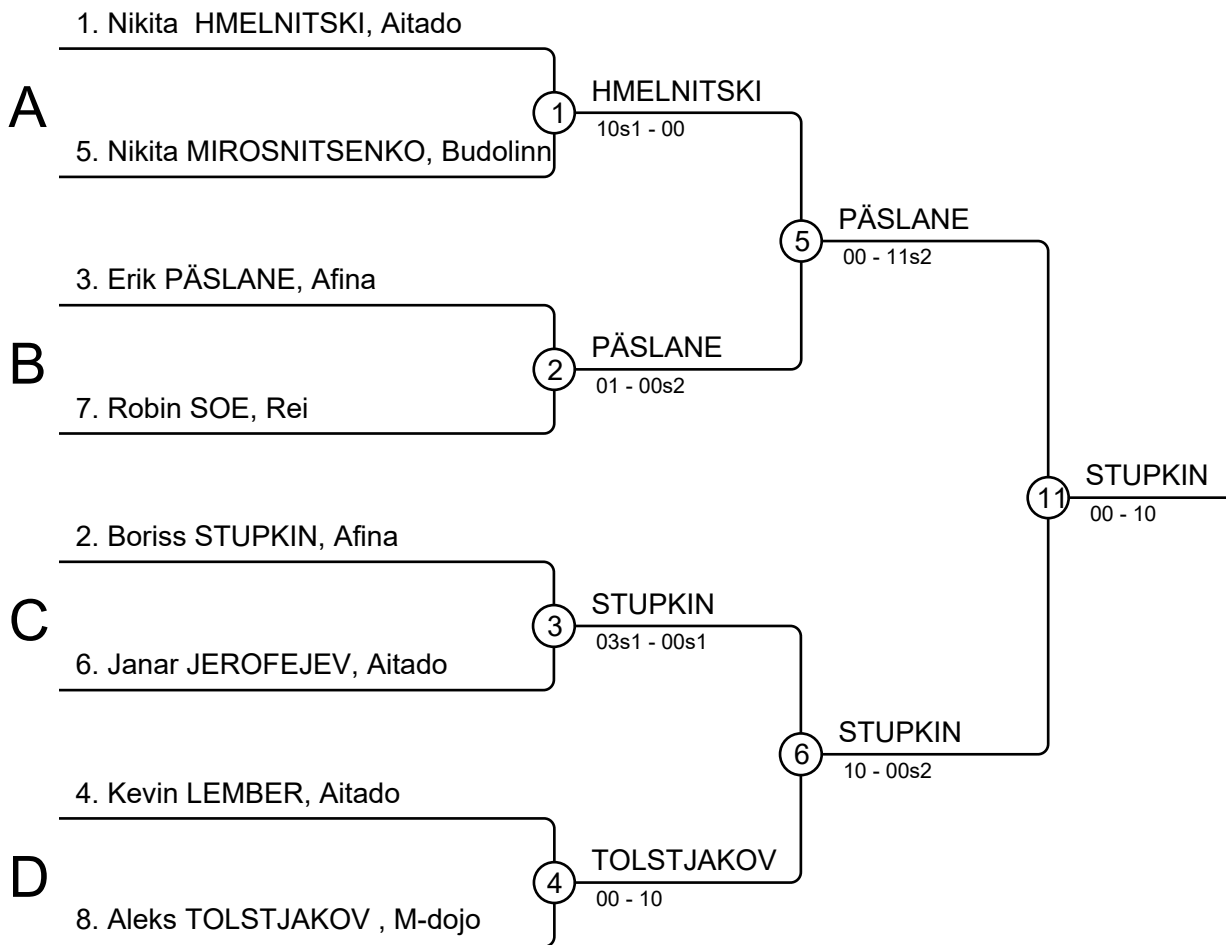 1. Nikita  HMELNITSKI, Aitado
A
1
HMELNITSKI
10s1 - 00
5. Nikita MIROSNITSENKO, Budolinn
5
PÄSLANE
00 - 11s2
3. Erik PÄSLANE, Afina
B
2
PÄSLANE
01 - 00s2
7. Robin SOE, Rei
11
STUPKIN
00 - 10
2. Boriss STUPKIN, Afina
C
3
STUPKIN
03s1 - 00s1
6. Janar JEROFEJEV, Aitado
6
STUPKIN
10 - 00s2
4. Kevin LEMBER, Aitado
D
4
TOLSTJAKOV
00 - 10
8. Aleks TOLSTJAKOV , M-dojo